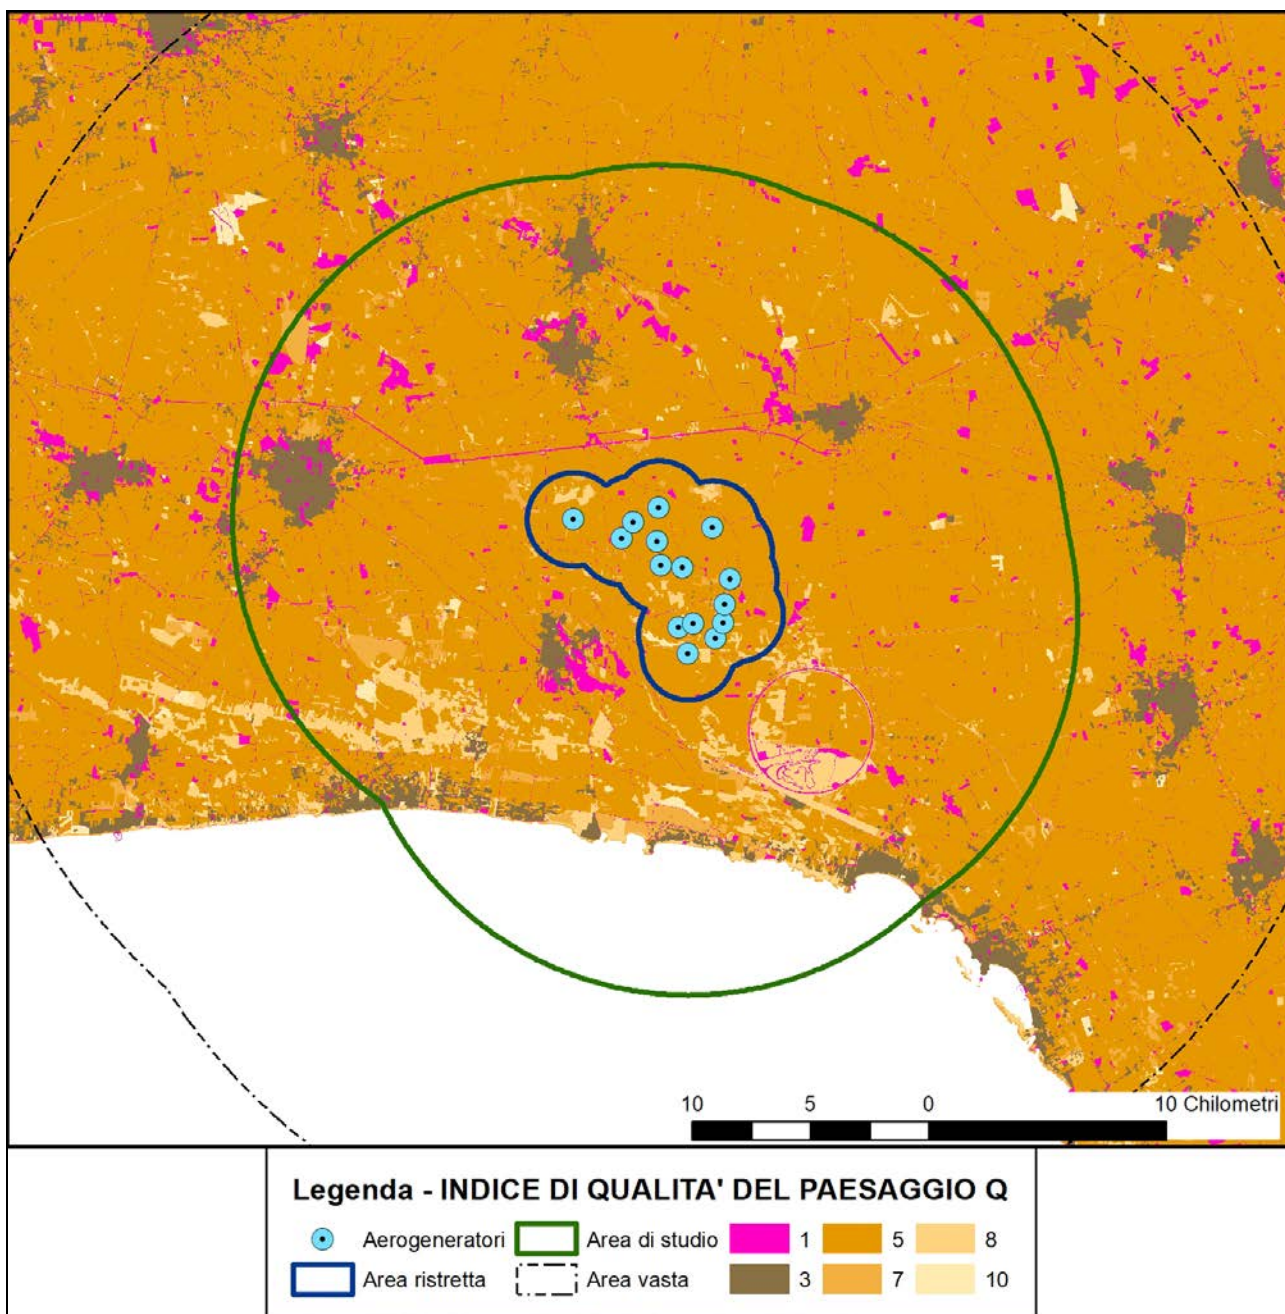 10 5 0 10 Chilometri
Legenda - INDICE DI QUALITA' DEL PAESAGGIO Q
Aerogeneratori Area di studio 1 5 8
Area ristretta Area vasta 3 7 10